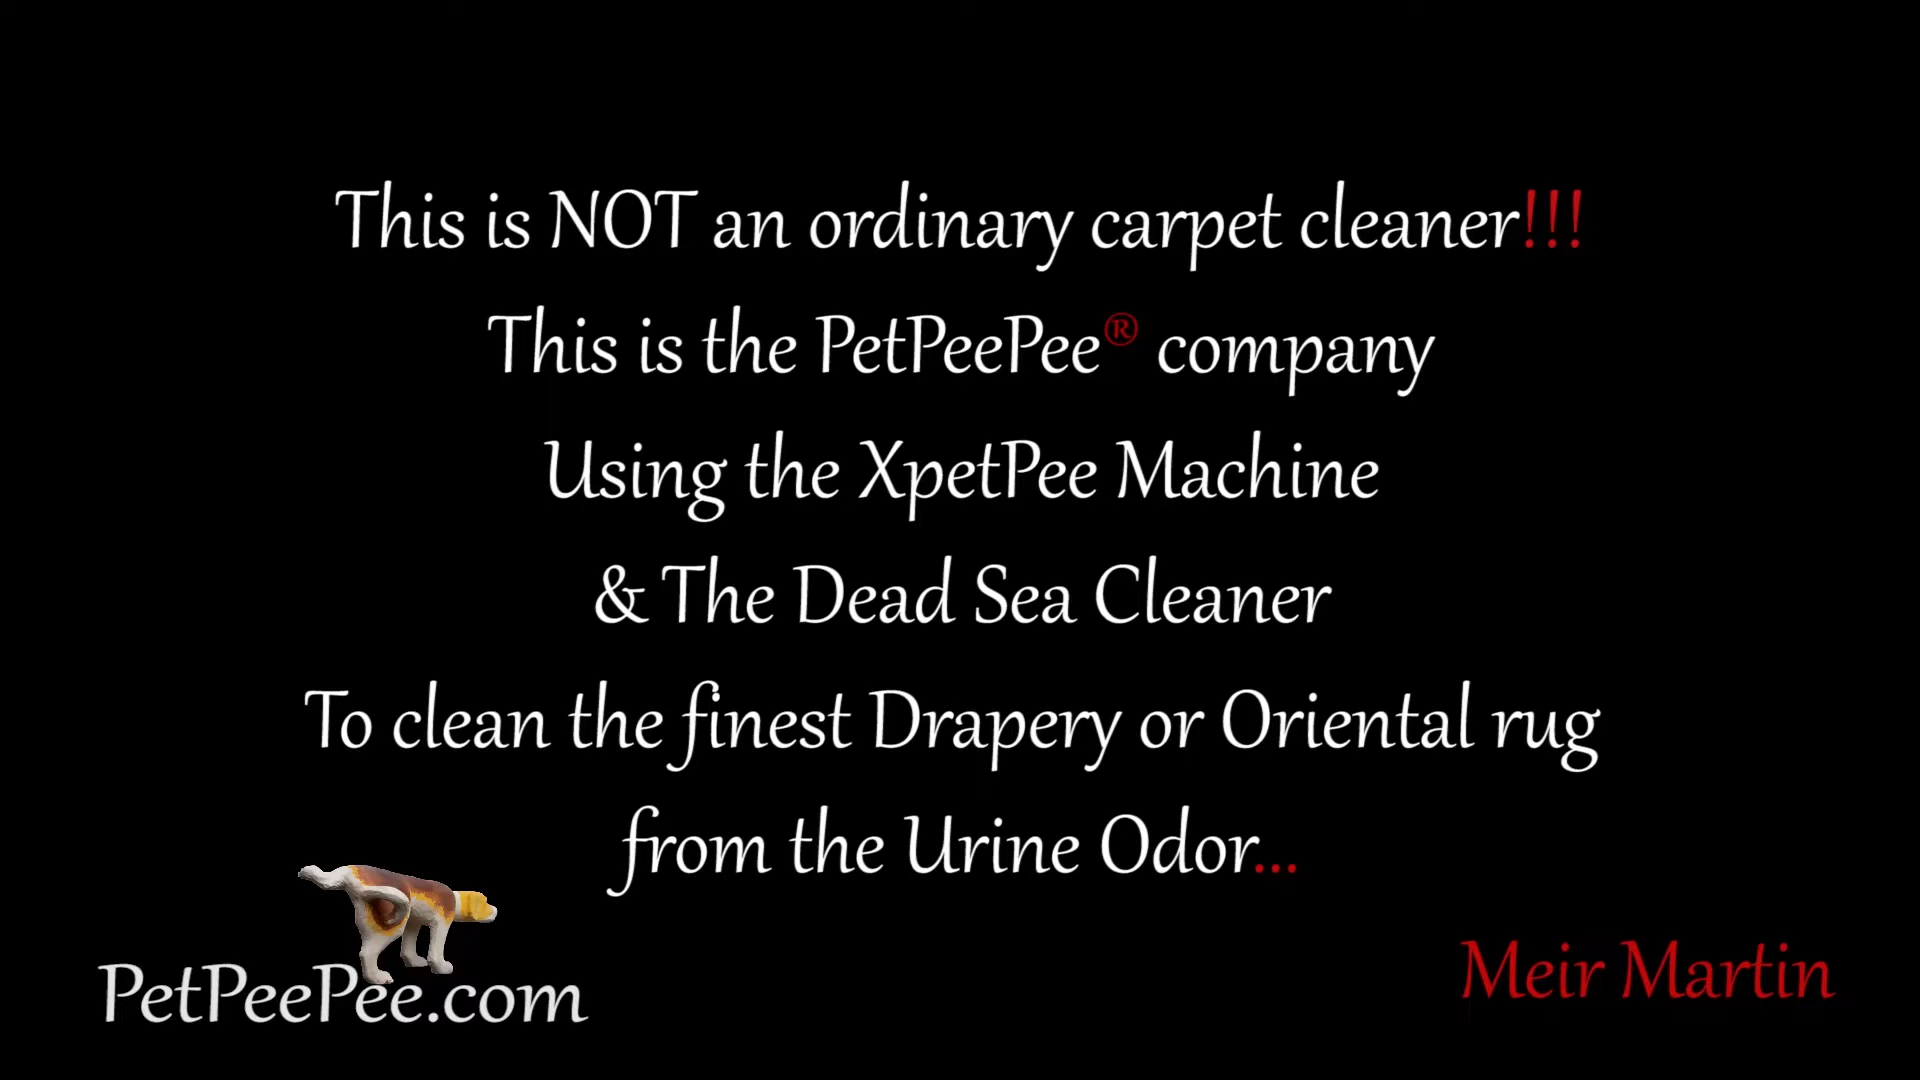 This is NOT an ordinary carpet cleaner!!!
This is the PetPeePee® company
Using the XpetPee Machine
& The Dead Sea Cleaner
To clean the finest Drapery or Oriental rug
from the Urine Odor...
PetPeePee.com
Meir Martin